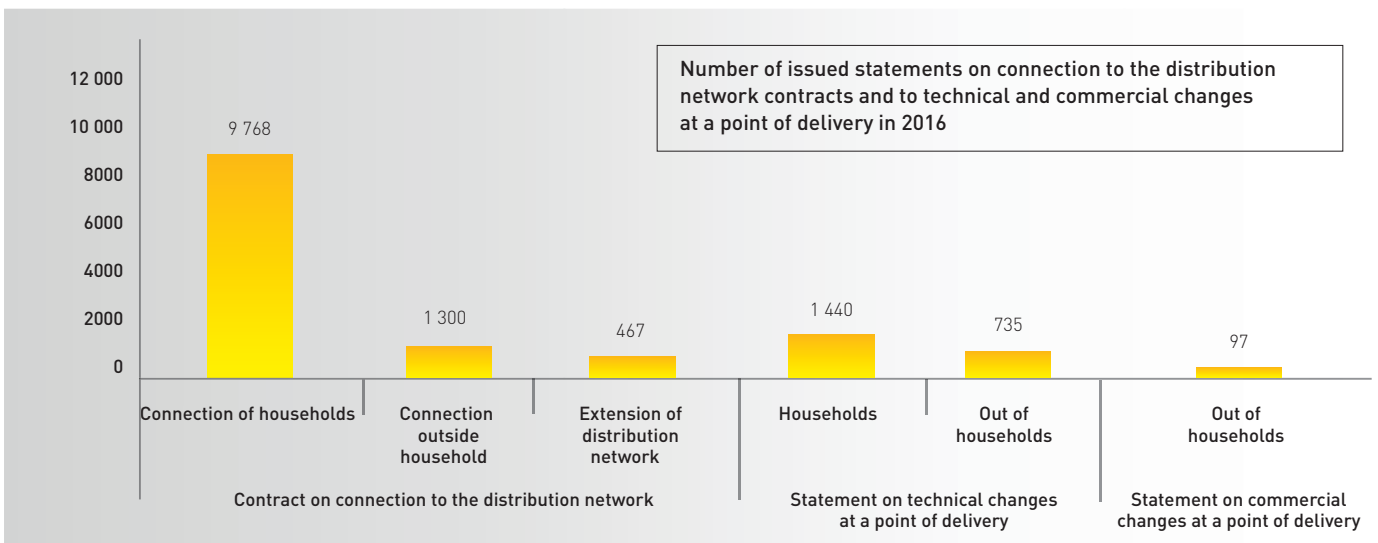 Number of issued statements on connection to the distribution
network contracts and to technical and commercial changes
at a point of delivery in 2016
12 000
10 000
8000
6000
4000
2000
0
9 768
1 300
467
1 440
735
97
Connection of households
Connection
outside
household
Extension of
distribution
network
Households
Out of
households
Out of
households
Contract on connection to the distribution network
Statement on technical changes
at a point of delivery
Statement on commercial
changes at a point of delivery